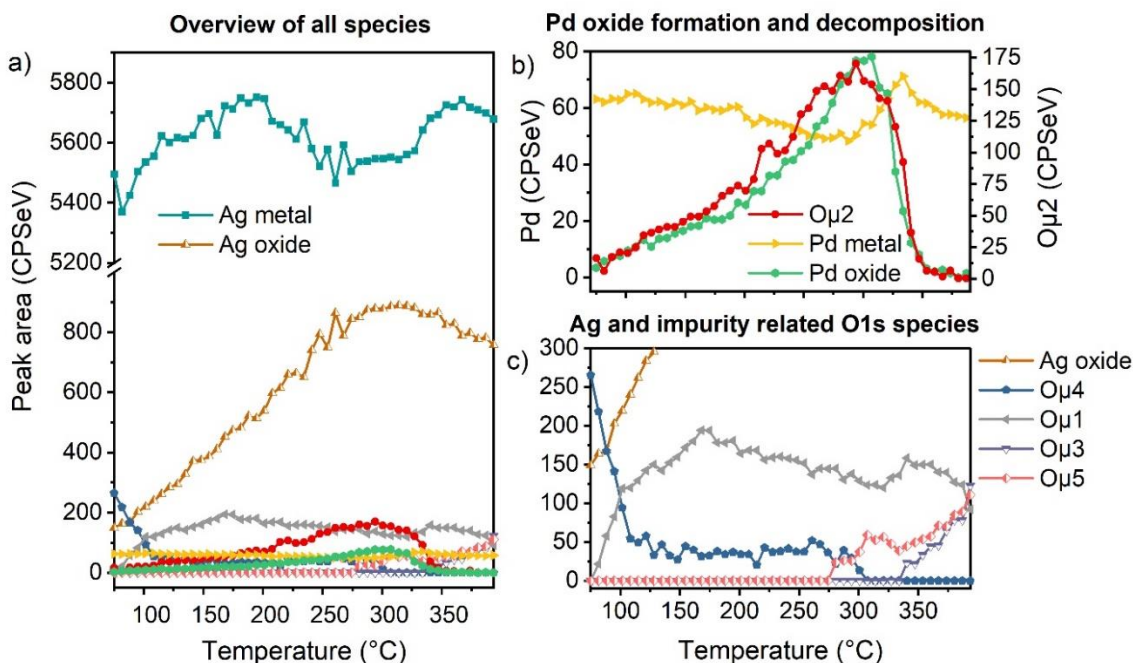 Overview of all species
a)
5800
5600
5400
5200
800
600
400
200
0
Peak area (CPSeV)
Ag metal
Ag oxide
100 150 200 250 300 350
Temperature (°C)
Pd oxide formation and decomposition
b)
80
60
40
20
0
Pd (CPSeV)
Oµ2
Pd metal
Pd oxide
175
150
125
100
75
50
25
0
Oµ2 (CPSeV)
Ag and impurity related O1s species
c)
300
250
200
150
100
50
0
100 150 200 250 300 350
Temperature (°C)
Ag oxide
Oµ4
Oµ1
Oµ3
Oµ5